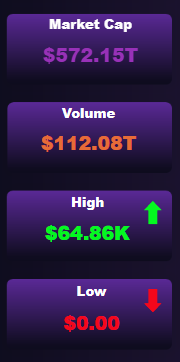 Market Cap
$572.15T
Volume
$112.08T
High
$64.86K
Low
$0.00